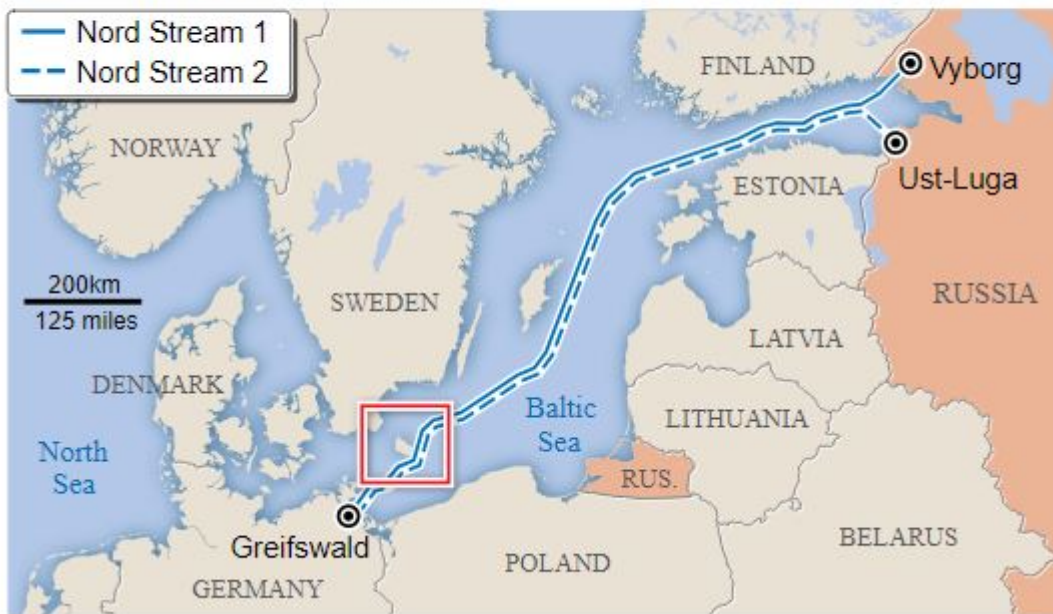 Nord Stream 1
Nord Stream 2
FINLAND
Vyborg
NORWAY
Ust-Luga
ESTONIA
200km
125 miles
SWEDEN
RUSSIA
LATVIA
DENMARK
LITHUANIA
Baltic
Sea
North
Sea
RUS.
BELARUS
Greifswald
POLAND
GERMANY